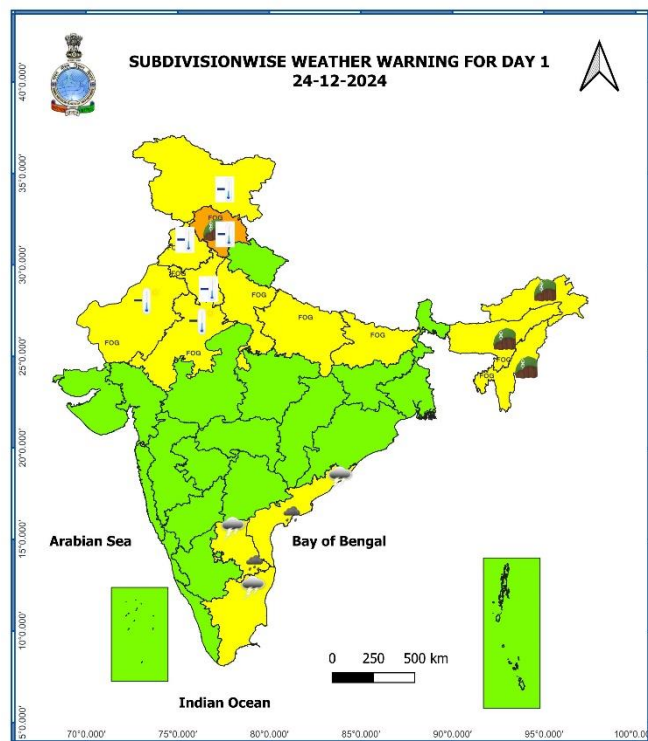 SUBDIVISIONWISE WEATHER WARNING FOR DAY 1
24-12-2024
40°0.000'
35°0.000'
30°0.000'
25°0.000'
20°0.000'
15°0.000'
10°0.000'
5°0.000'
FOG
FOG
FOG
FOG
FOG
FOG
FOG
FOG
FOG
Arabian Sea
Bay of Bengal
0 250 500 km
Indian Ocean
70°0.000' 75°0.000' 80°0.000' 85°0.000' 90°0.000' 95°0.000' 100°0.00